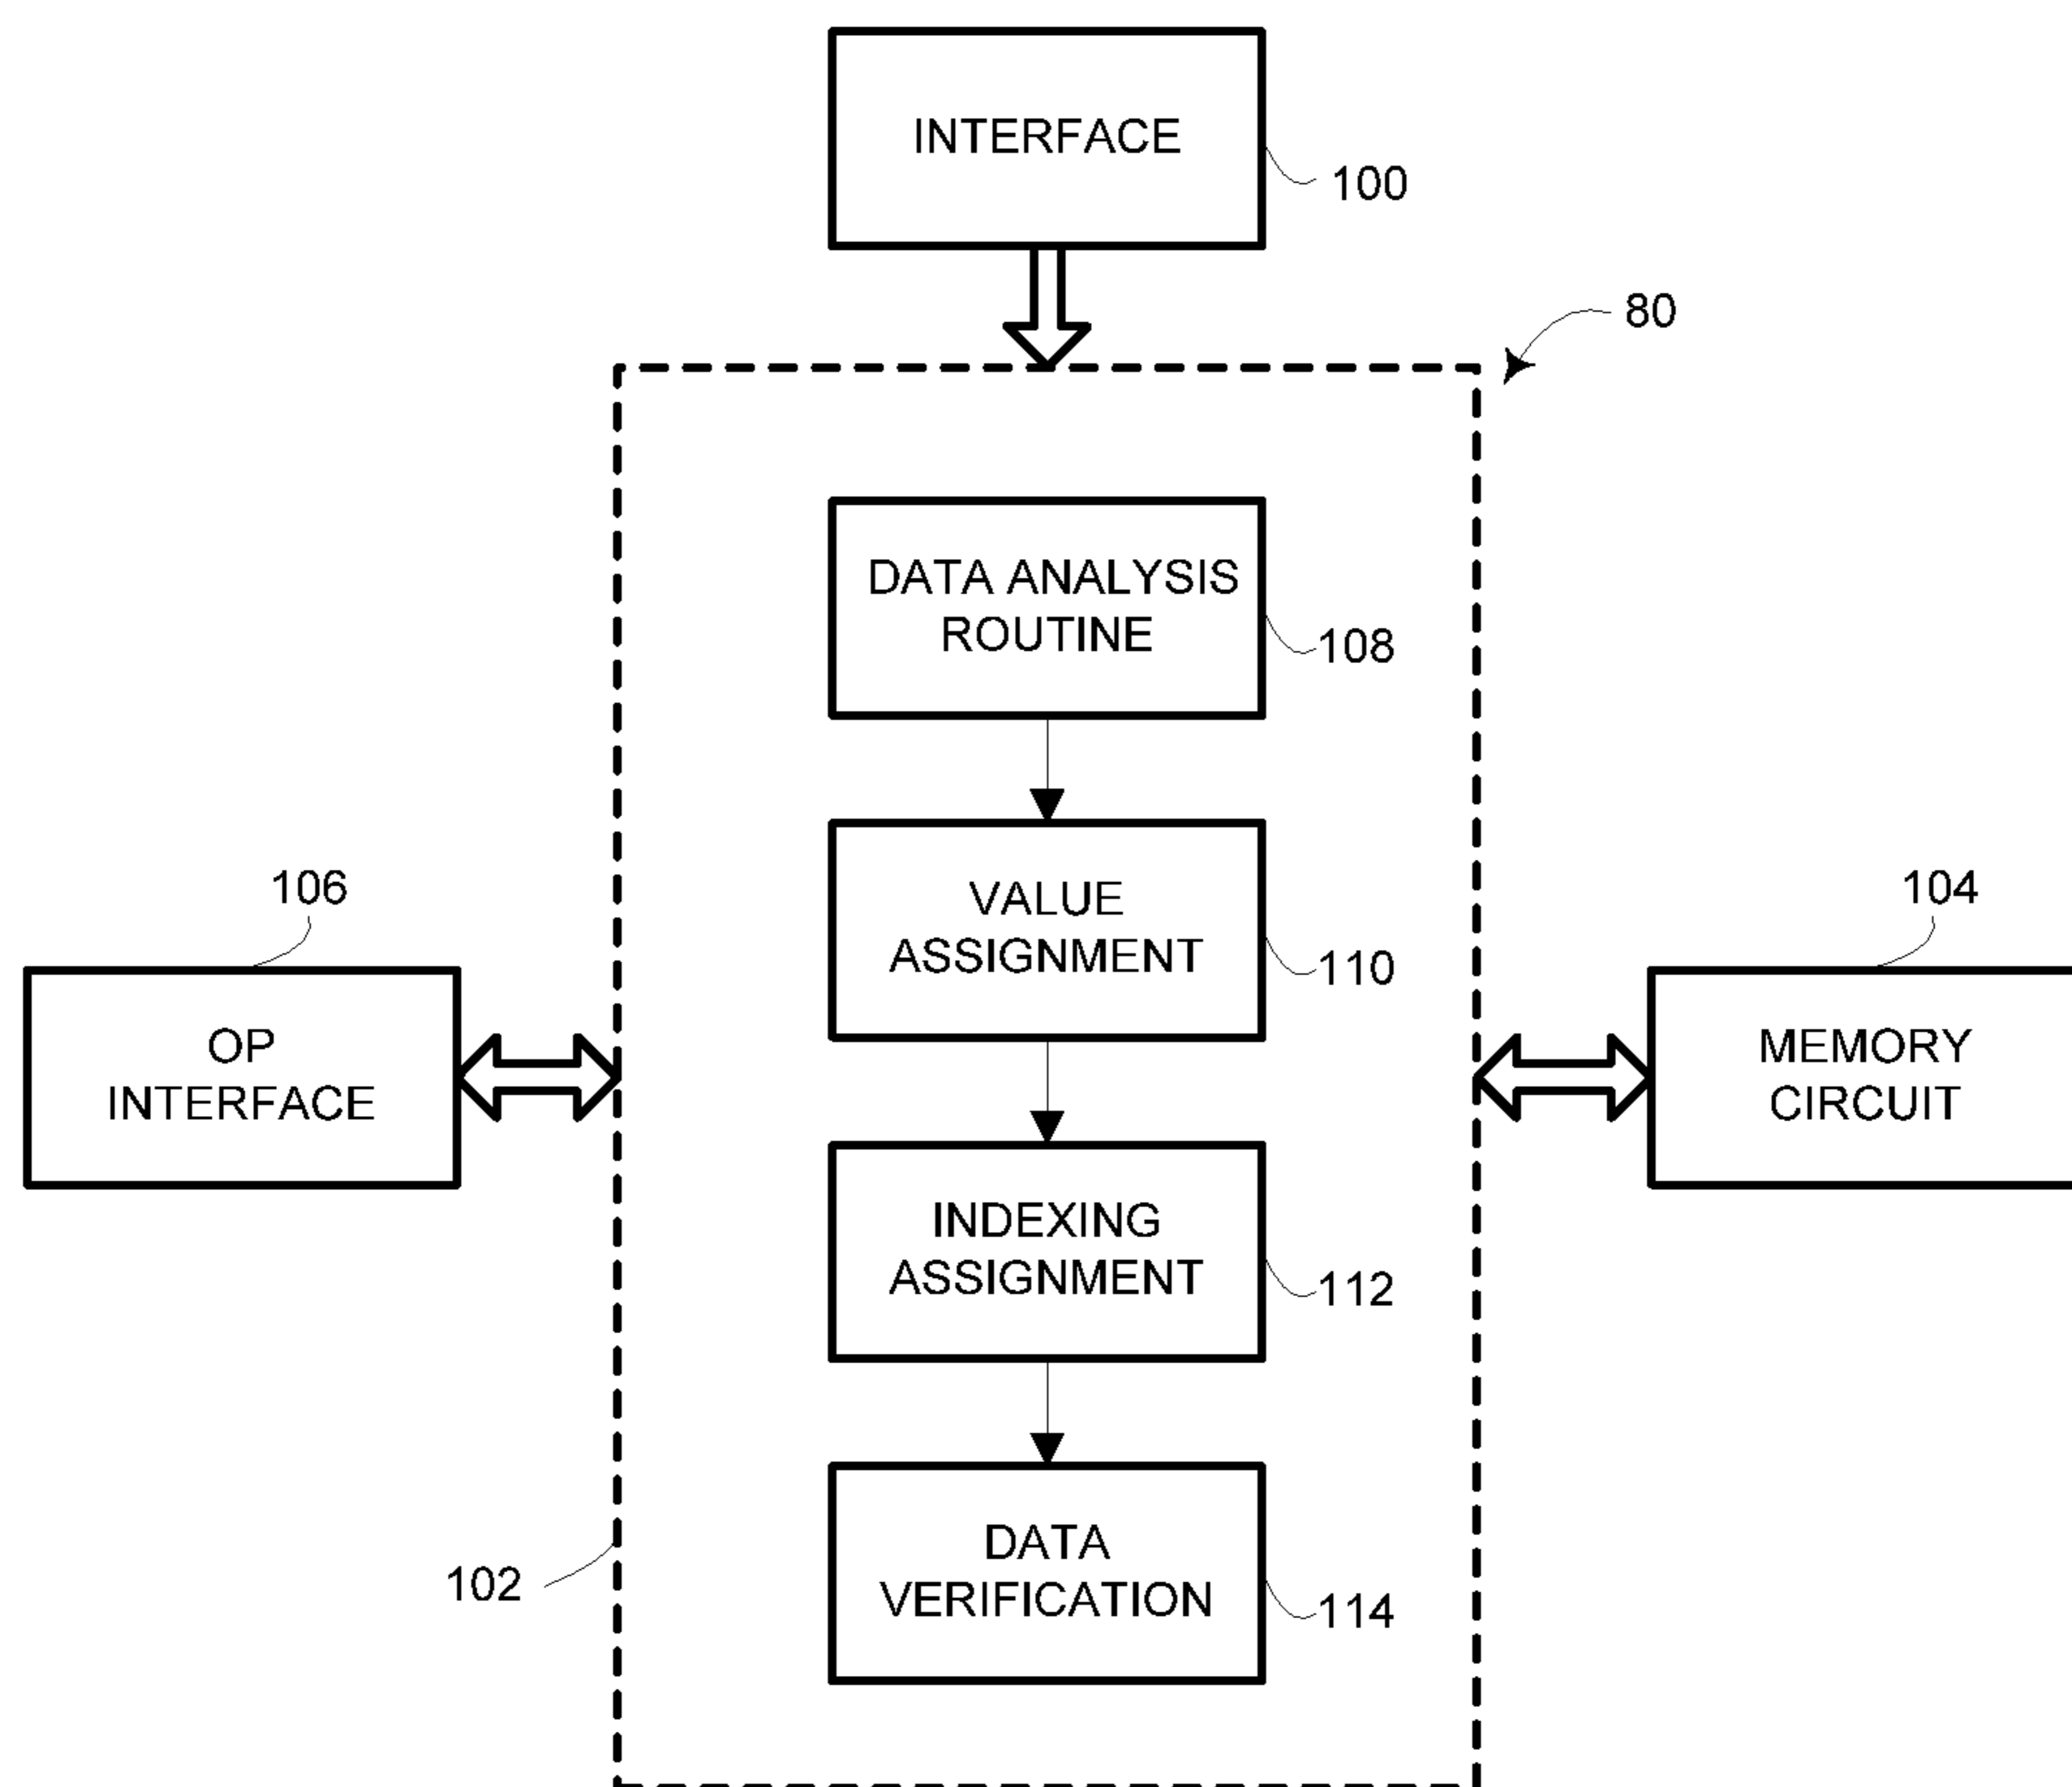 INTERFACE
100
80
DATA ANALYSIS
ROUTINE
108
VALUE
ASSIGNMENT
110
106
OP
INTERFACE
104
MEMORY
CIRCUIT
INDEXING
ASSIGNMENT
112
DATA
VERIFICATION
114
102